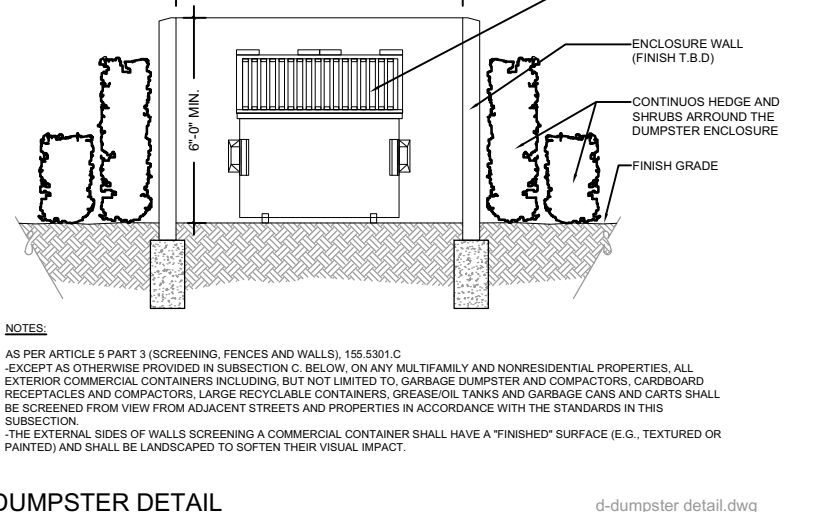 ENCLOSURE WALL
(FINISH T.B.D)
CONTINUOS HEDGE AND
SHRUBS ARROUND THE
DUMPSTER ENCLOSURE
FINISH GRADE
6"-0" MIN.
NOTES:
AS PER ARTICLE 5 PART 3 (SCREENING, FENCES AND WALLS), 155.5301.C
-EXCEPT AS OTHERWISE PROVIDED IN SUBSECTION C. BELOW, ON ANY MULTIFAMILY AND NONRESIDENTIAL PROPERTIES, ALL
EXTERIOR COMMERCIAL CONTAINERS INCLUDING, BUT NOT LIMITED TO, GARBAGE DUMPSTER AND COMPACTORS, CARDBOARD
RECEPTACLES AND COMPACTORS, LARGE RECYCLABLE CONTAINERS, GREASE/OIL TANKS AND GARBAGE CANS AND CARTS SHALL
BE SCREENED FROM VIEW FROM ADJACENT STREETS AND PROPERTIES IN ACCORDANCE WITH THE STANDARDS IN THIS
SUBSECTION.
-THE EXTERNAL SIDES OF WALLS SCREENING A COMMERCIAL CONTAINER SHALL HAVE A "FINISHED" SURFACE (E.G., TEXTURED OR
PAINTED) AND SHALL BE LANDSCAPED TO SOFTEN THEIR VISUAL IMPACT.
DUMPSTER DETAIL
d-dumpster detail.dwg